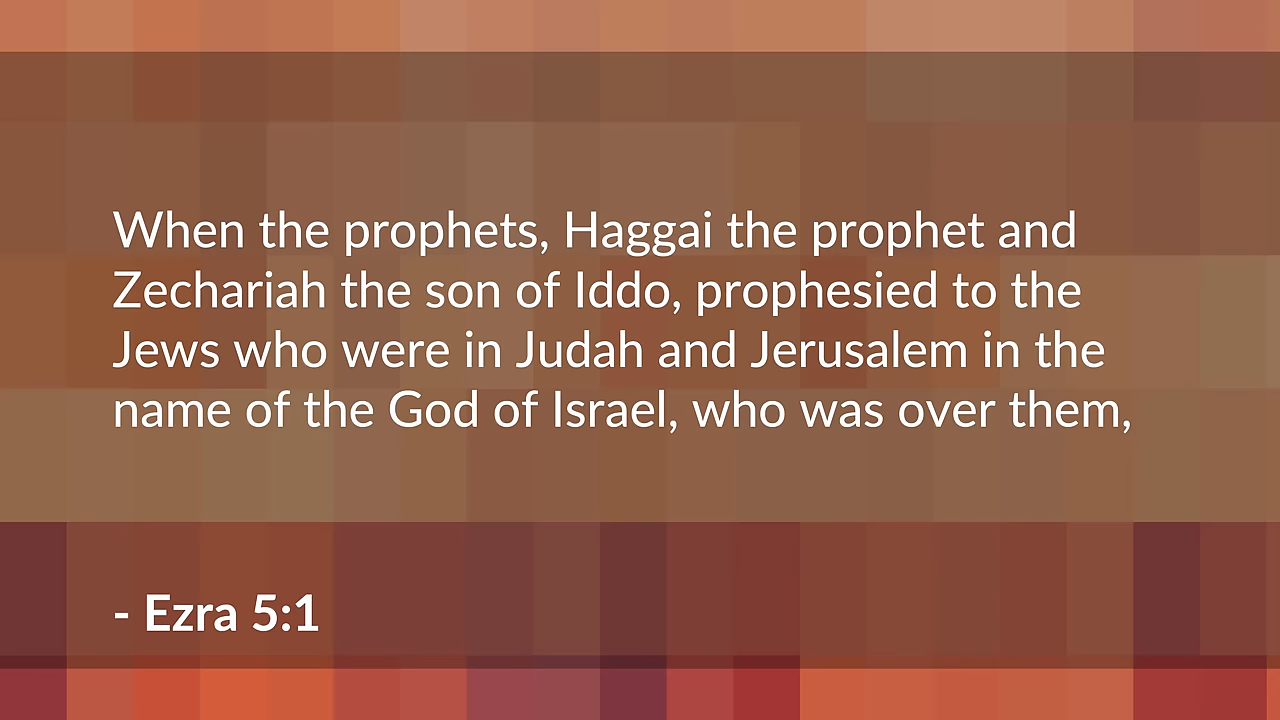 When the prophets, Haggai the prophet and
Zechariah the son of Iddo, prophesied to the
Jews who were in Judah and Jerusalem in the
name of the God of Israel, who was over them,
- Ezra 5:1